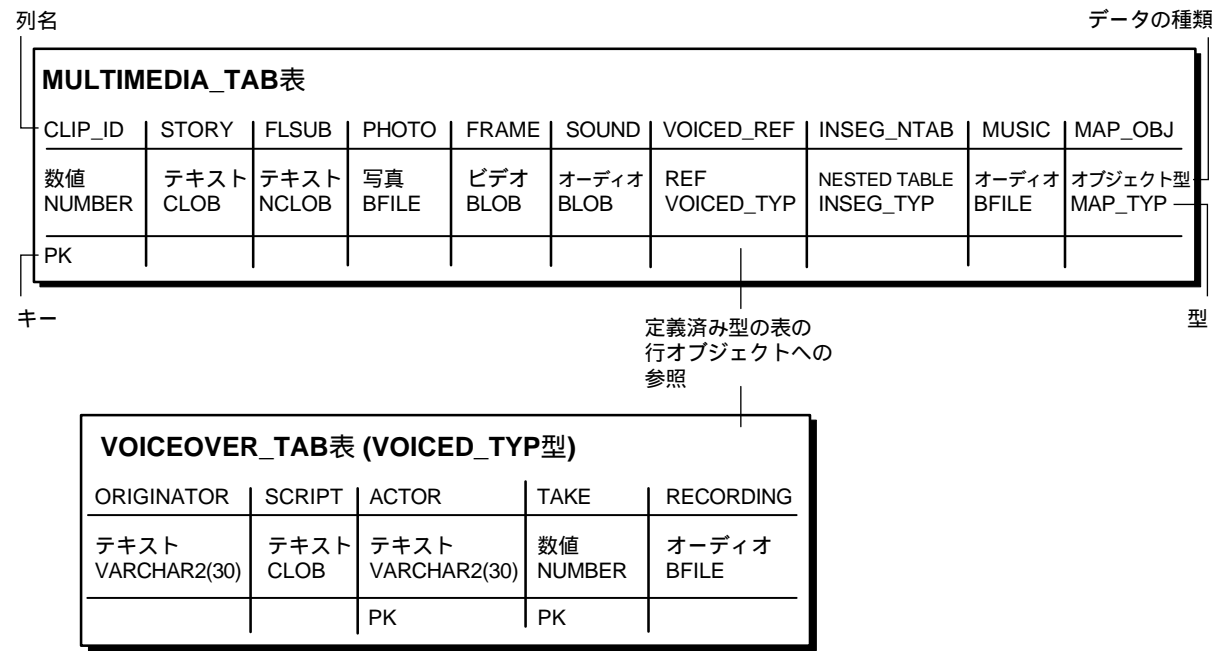 列名
データの種類
MULTIMEDIA_TAB表
CLIP_ID STORY FLSUB PHOTO FRAME SOUND VOICED_REF INSEG_NTAB MUSIC MAP_OBJ
数値 テキスト テキスト 写真 ビデオ オーディオ REF NESTED TABLE オーディオ オブジェクト型
NUMBER CLOB NCLOB BFILE BLOB BLOB VOICED_TYP INSEG_TYP BFILE MAP_TYP
PK
キー
型
定義済み型の表の
行オブジェクトへの
参照
VOICEOVER_TAB表 (VOICED_TYP型)
ORIGINATOR SCRIPT ACTOR TAKE RECORDING
テキスト テキスト テキスト 数値 オーディオ
VARCHAR2(30) CLOB VARCHAR2(30) NUMBER BFILE
PK PK